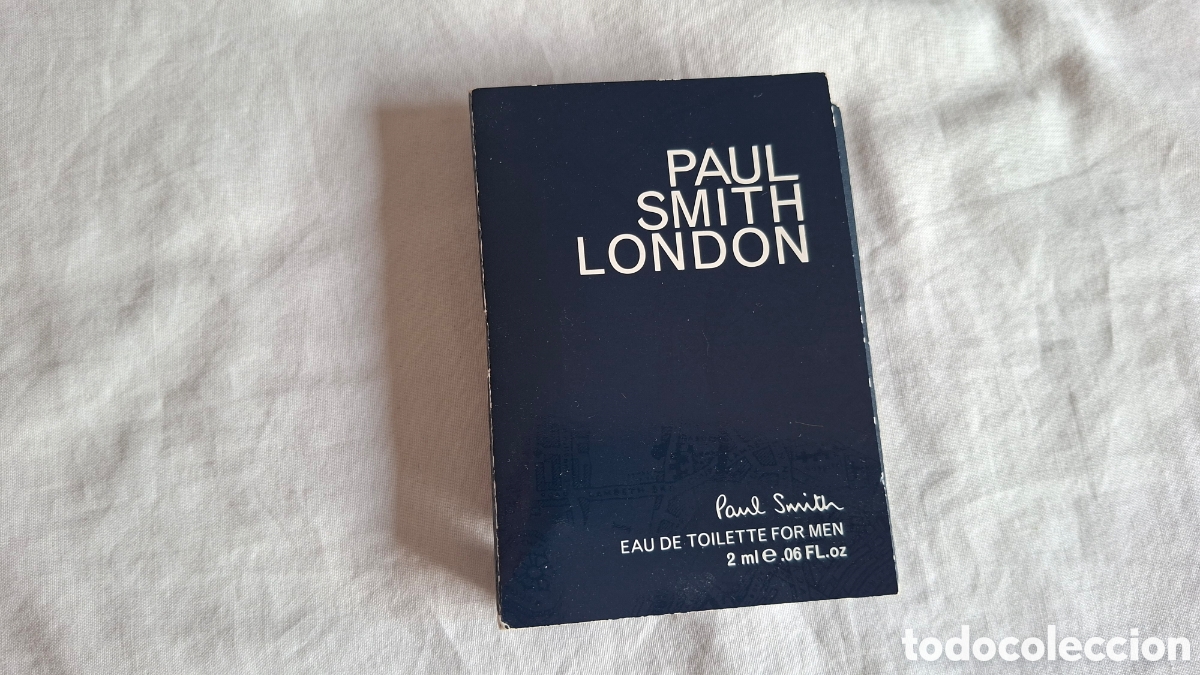 PAUL
SMITH
LONDON
Paul Smith
EAU DE TOILETTE FOR MEN
2 ml e .06 FL.oz
todocoleccion